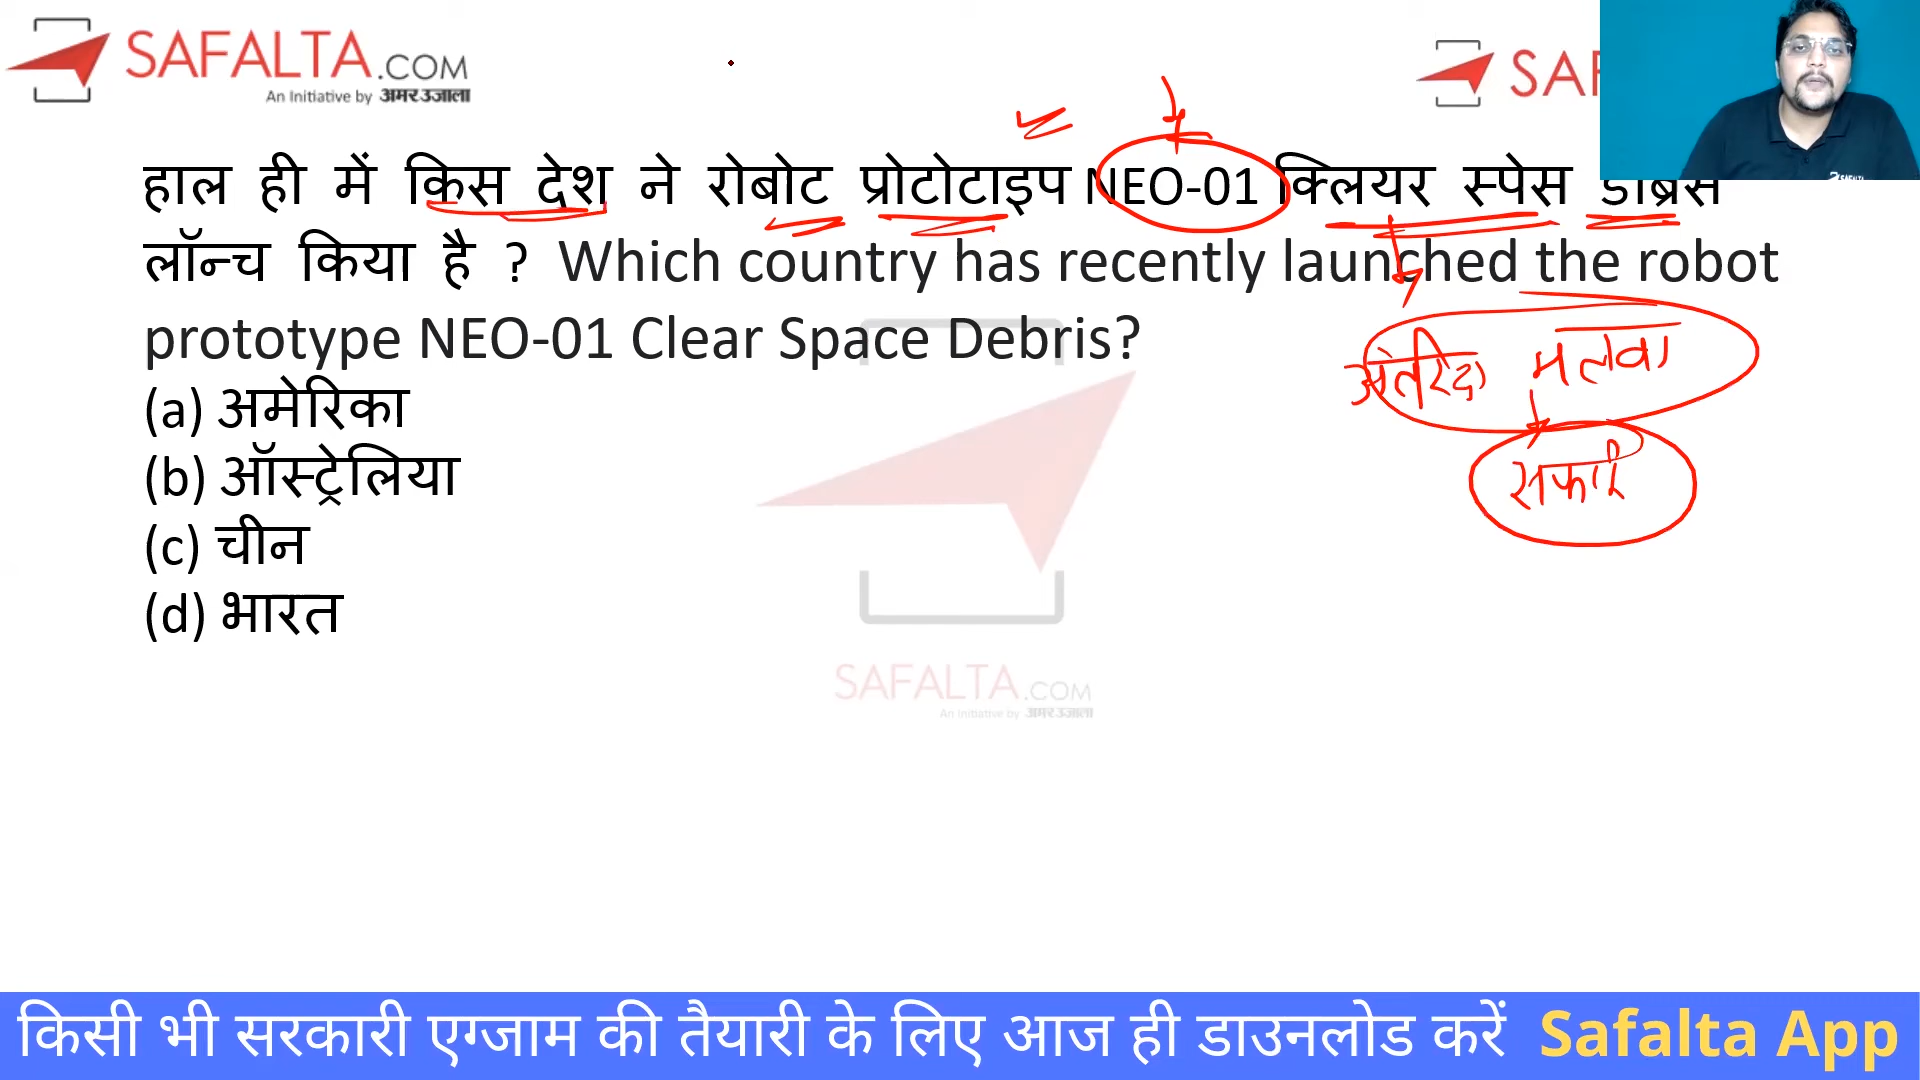 SAFALTA.COM
An Initiative by अमर उजाला
SAF
हाल ही में किस देश ने रोबोट प्रोटोटाइप NEO-01 क्लियर स्पेस डेब्रिस
लॉन्च किया है ? Which country has recently launched the robot
prototype NEO-01 Clear Space Debris?
अंतरिक्ष मलवा
सफाई
(a) अमेरिका
(b) ऑस्ट्रेलिया
(c) चीन
(d) भारत
SAFALTA.COM
An Initiative by अमर उजाला
किसी भी सरकारी एग्जाम की तैयारी के लिए आज ही डाउनलोड करें Safalta App